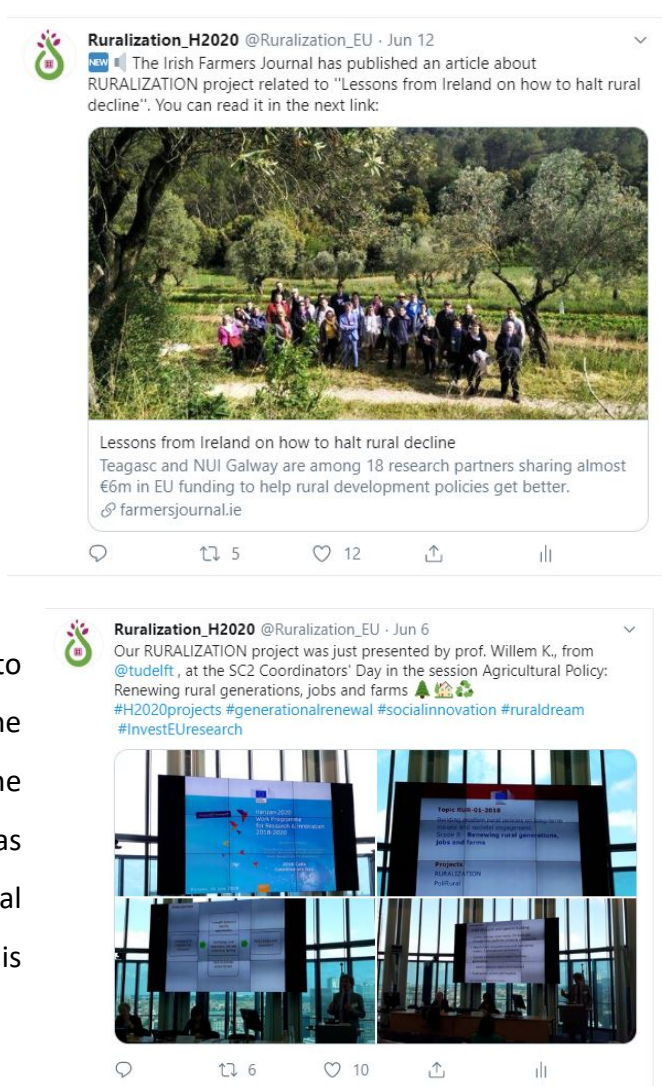 Ruralization_H2020 @Ruralization_EU · Jun 12
NEW The Irish Farmers Journal has published an article about
RURALIZATION project related to "Lessons from Ireland on how to halt rural
decline". You can read it in the next link:
Lessons from Ireland on how to halt rural decline
Teagasc and NUI Galway are among 18 research partners sharing almost
€6m in EU funding to help rural development policies get better.
farmersjournal.ie
5 12
to
as
is
Ruralization_H2020 @Ruralization_EU · Jun 6
Our RURALIZATION project was just presented by prof. Willem K., from
@tudelft , at the SC2 Coordinators' Day in the session Agricultural Policy:
Renewing rural generations, jobs and farms
#H2020projects #generationalrenewal #socialinnovation #ruraldream
#InvestEUresearch
Work Programme
for Research & Innovation
2018-2020
Topic RUR-01-2018
Renewing rural generations,
jobs and farms
Projects
RURALIZATION
PoliRural
6 10